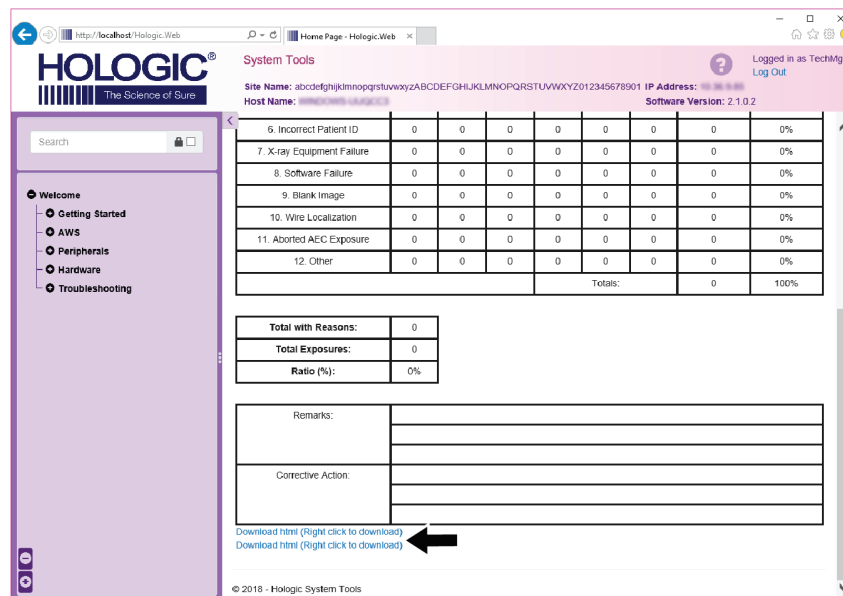 http://localhost/Hologic.Web
Home Page - Hologic.Web
HOLOGIC®
The Science of Sure
System Tools
Logged in as TechMg
Log Out
Site Name: abcdefghijklmnopqrstuvwxyzABCDEFGHIJKLMNOPQRSTUVWXYZ012345678901 IP Address:
Host Name:
Software Version: 2.1.0.2
Search
Welcome
Getting Started
AWS
Peripherals
Hardware
Troubleshooting
6. Incorrect Patient ID 0 0 0 0 0 0 0 0%
7. X-ray Equipment Failure 0 0 0 0 0 0 0 0%
8. Software Failure 0 0 0 0 0 0 0 0%
9. Blank Image 0 0 0 0 0 0 0 0%
10. Wire Localization 0 0 0 0 0 0 0 0%
11. Aborted AEC Exposure 0 0 0 0 0 0 0 0%
12. Other 0 0 0 0 0 0 0 0%
Totals: 0 100%
Total with Reasons: 0
Total Exposures: 0
Ratio (%): 0%
Remarks:
Corrective Action:
Download html (Right click to download)
Download html (Right click to download)
© 2018 - Hologic System Tools